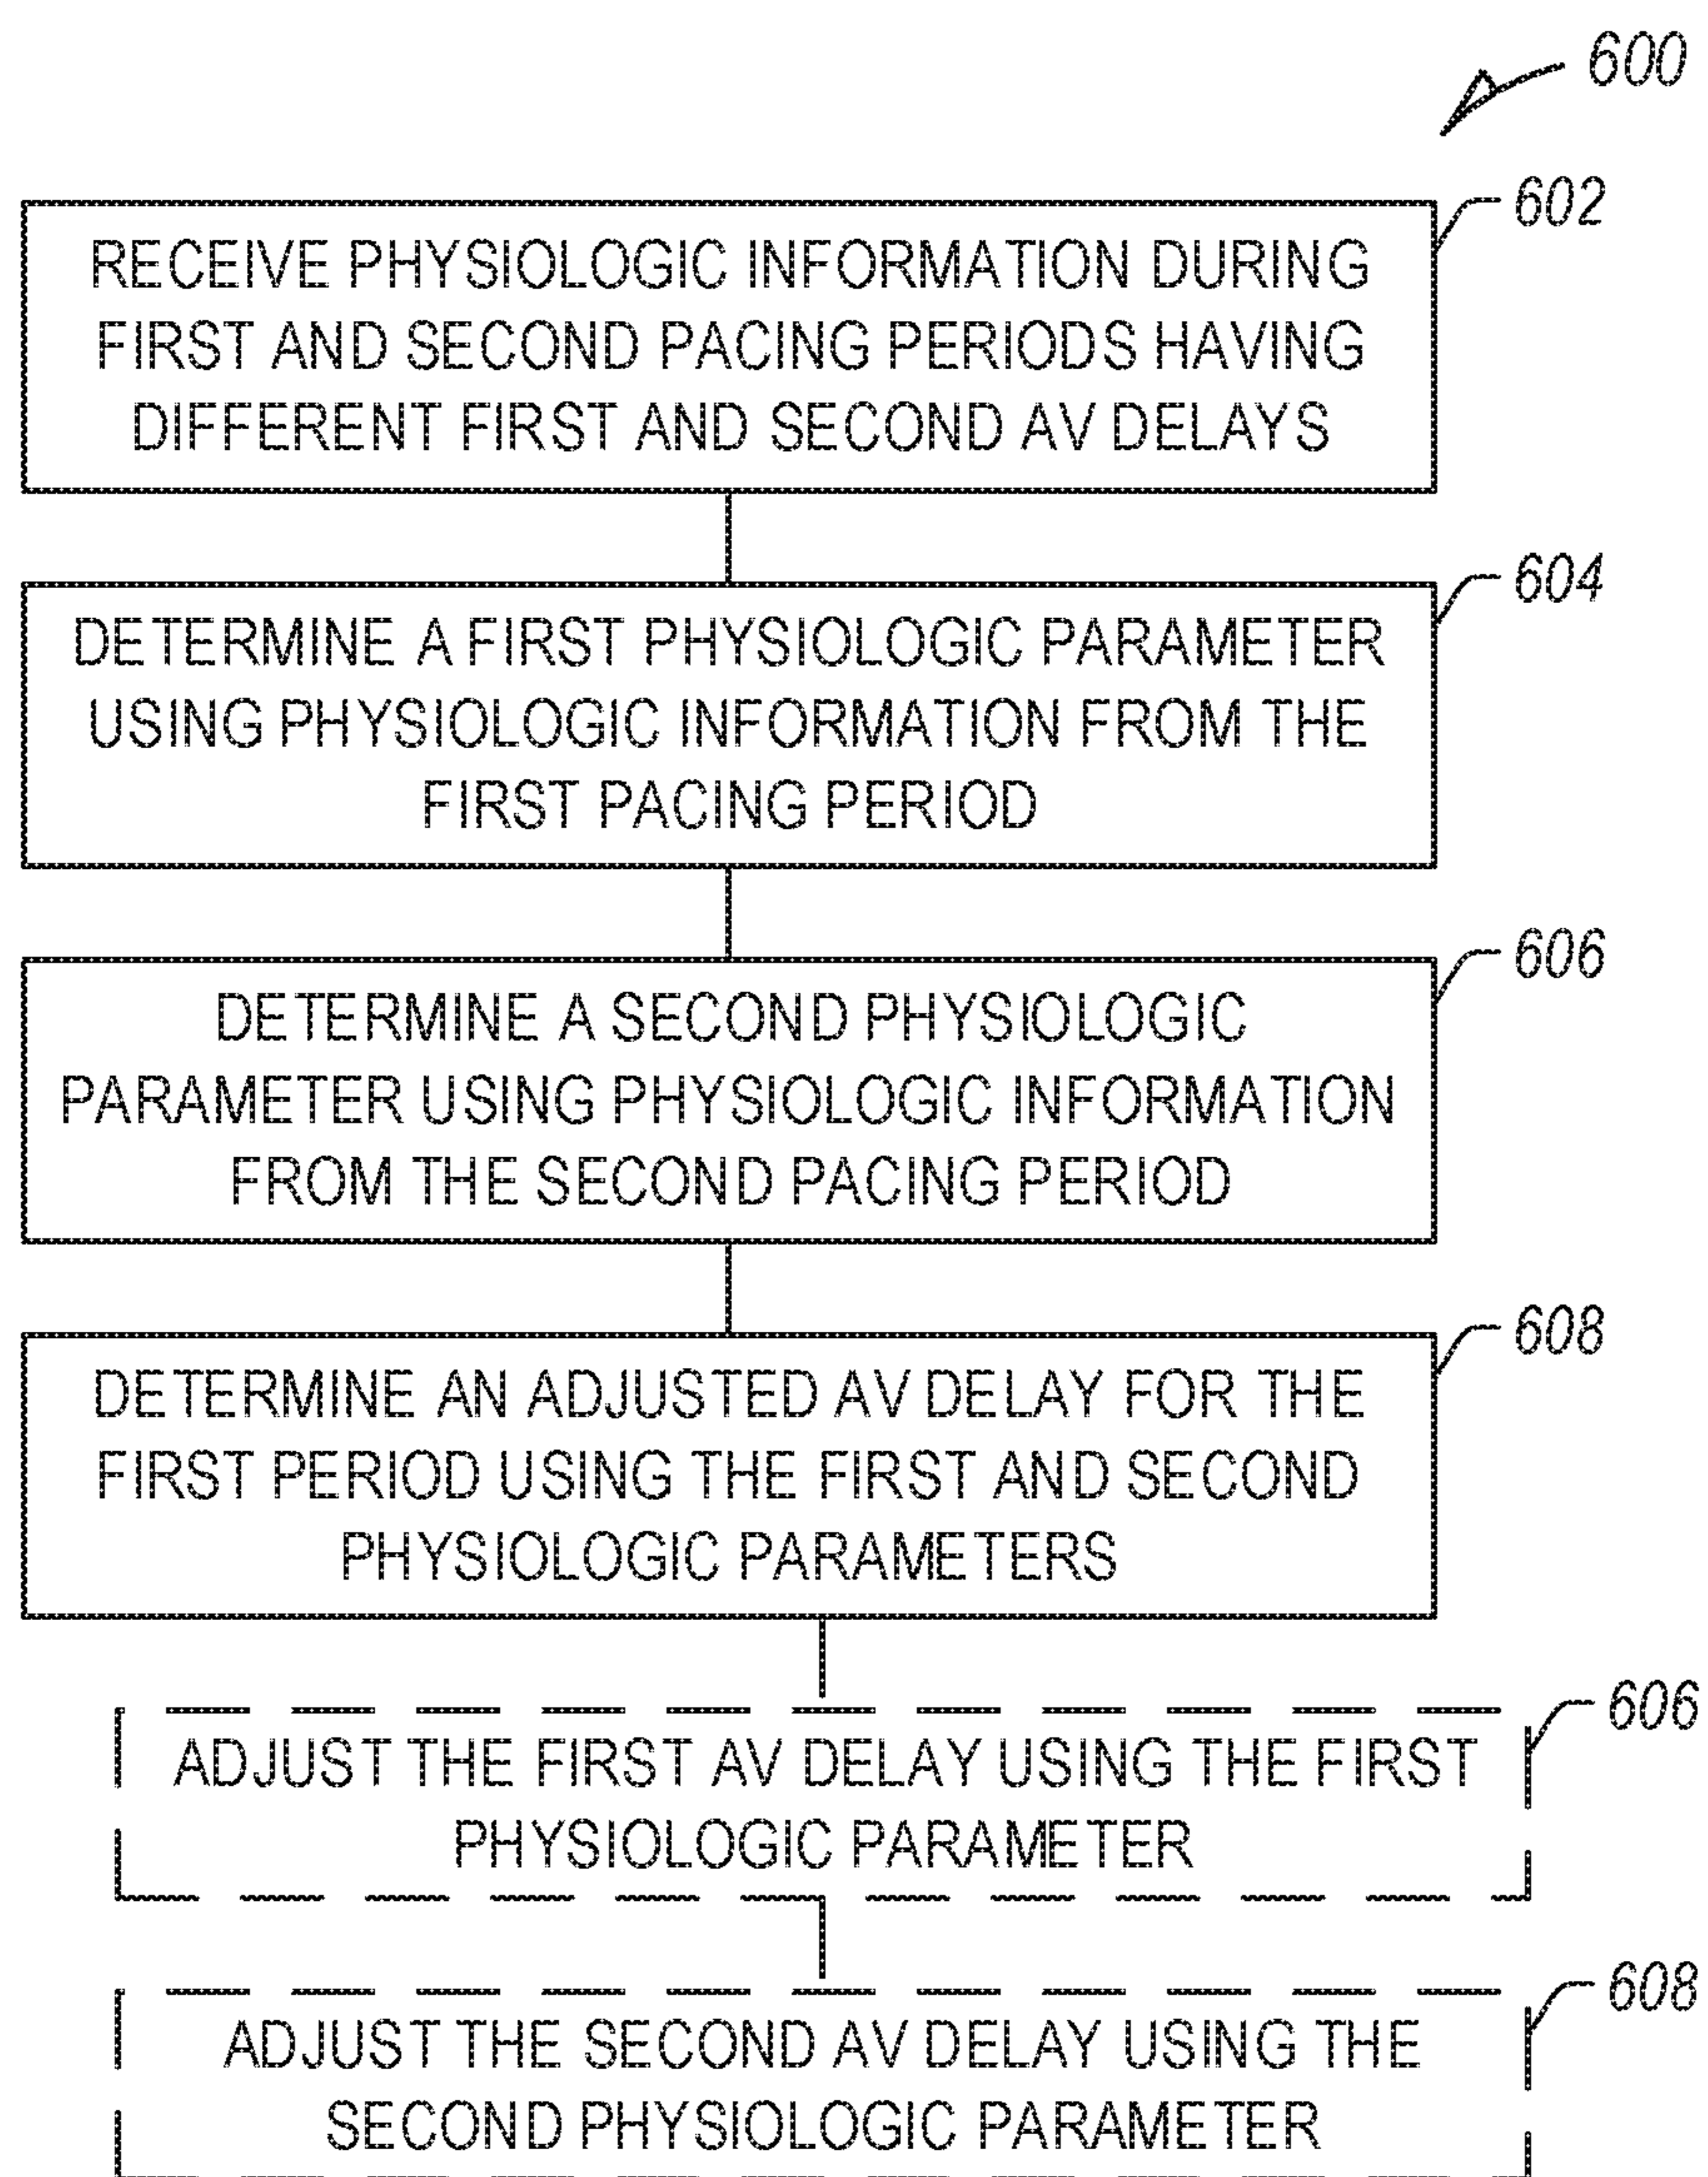 600
602
RECEIVE PHYSIOLOGIC INFORMATION DURING
FIRST AND SECOND PACING PERIODS HAVING
DIFFERENT FIRST AND SECOND AV DELAYS
604
DETERMINE A FIRST PHYSIOLOGIC PARAMETER
USING PHYSIOLOGIC INFORMATION FROM THE
FIRST PACING PERIOD
606
DETERMINE A SECOND PHYSIOLOGIC
PARAMETER USING PHYSIOLOGIC INFORMATION
FROM THE SECOND PACING PERIOD
608
DETERMINE AN ADJUSTED AV DELAY FOR THE
FIRST PERIOD USING THE FIRST AND SECOND
PHYSIOLOGIC PARAMETERS
606
ADJUST THE FIRST AV DELAY USING THE FIRST
PHYSIOLOGIC PARAMETER
608
ADJUST THE SECOND AV DELAY USING THE
SECOND PHYSIOLOGIC PARAMETER